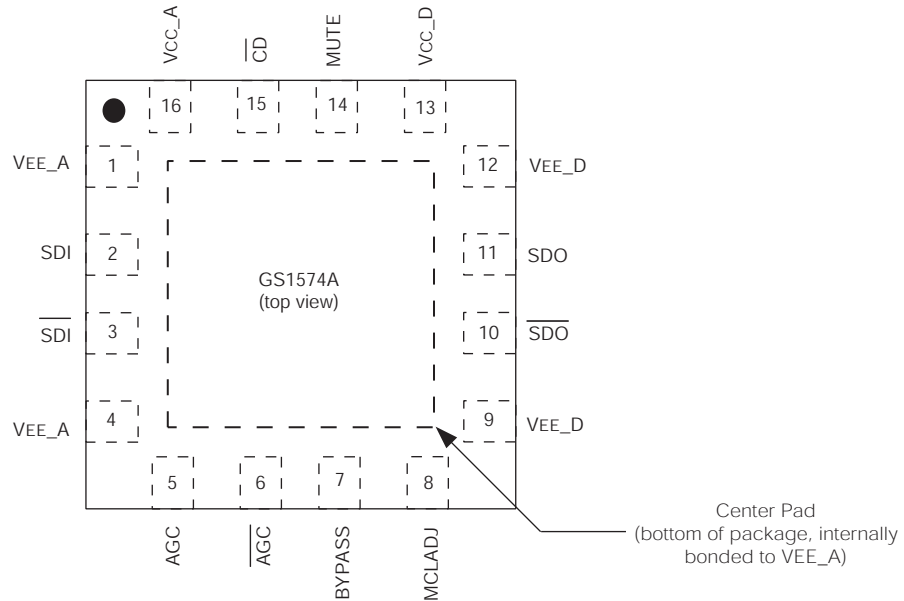 VCC_A
CD
MUTE
VCC_D
16
15
14
13
VEE_A
1
12
VEE_D
SDI
2
11
SDO
GS1574A
(top view)
SDI
3
10
SDO
VEE_A
4
9
VEE_D
5
6
7
8
AGC
AGC
BYPASS
MCLADJ
Center Pad
(bottom of package, internally
bonded to VEE_A)